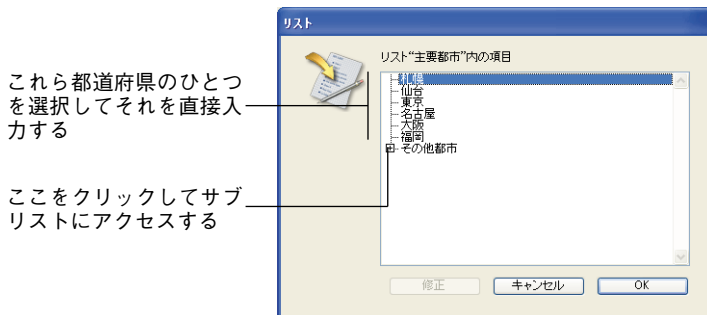 リスト
リスト“主要都市”内の項目
これら都道府県のひとつ
を選択してそれを直接入
力する
札幌
仙台
東京
名古屋
大阪
福岡
その他都市
ここをクリックしてサブ
リストにアクセスする
修正
キャンセル
OK